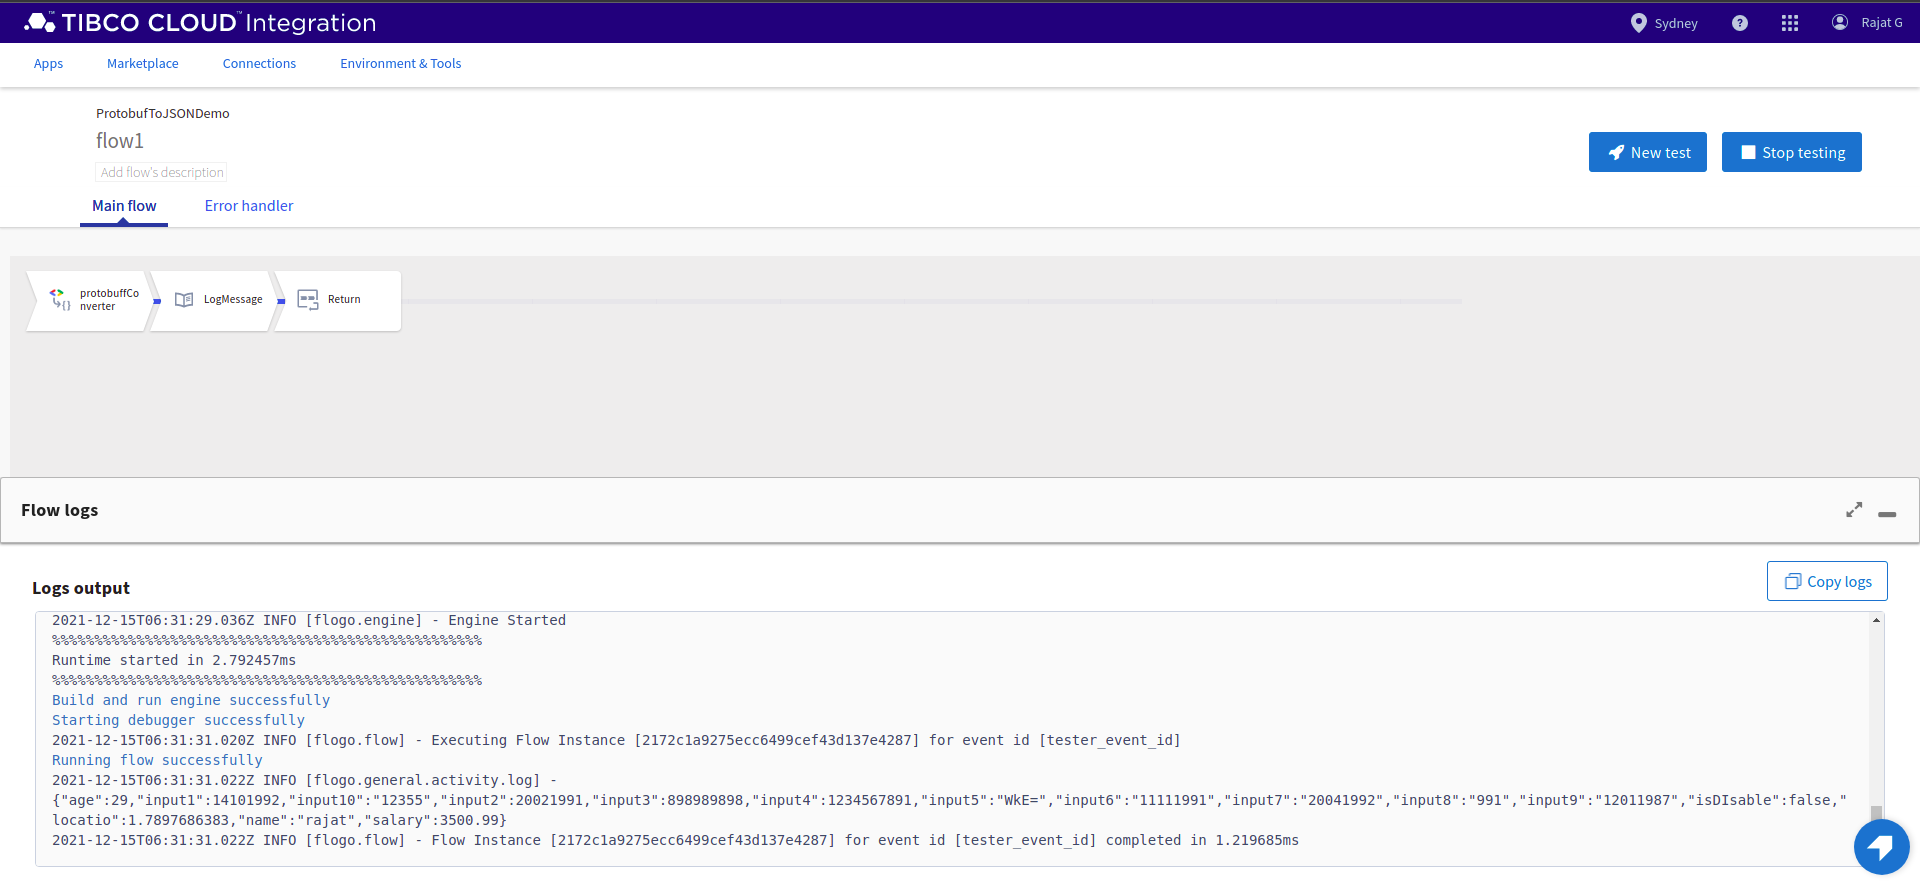 TIBCO CLOUD™ Integration
Sydney
?
Rajat G
Apps
Marketplace
Connections
Environment & Tools
ProtobufToJSONDemo
flow1
Add flow's description
New test
Stop testing
Main flow
Error handler
protobuffCo
nverter
LogMessage
Return
Flow logs
Logs output
Copy logs
2021-12-15T06:31:29.036Z INFO [flogo.engine] - Engine Started
%%%%%%%%%%%%%%%%%%%%%%%%%%%%%%%%%%%%%%%%%%%%%%%%%%%
Runtime started in 2.792457ms
%%%%%%%%%%%%%%%%%%%%%%%%%%%%%%%%%%%%%%%%%%%%%%%%%%%
Build and run engine successfully
Starting debugger successfully
2021-12-15T06:31:31.020Z INFO [flogo.flow] - Executing Flow Instance [2172c1a9275ecc6499cef43d137e4287] for event id [tester_event_id]
Running flow successfully
2021-12-15T06:31:31.022Z INFO [flogo.general.activity.log] -
{"age":29,"input1":14101992,"input10":"12355","input2":20021991,"input3":898989898,"input4":1234567891,"input5":"WkE=","input6":"11111991","input7":"20041992","input8":"991","input9":"12011987","isDIsable":false,"
locatio":1.7897686383,"name":"rajat","salary":3500.99}
2021-12-15T06:31:31.022Z INFO [flogo.flow] - Flow Instance [2172c1a9275ecc6499cef43d137e4287] for event id [tester_event_id] completed in 1.219685ms